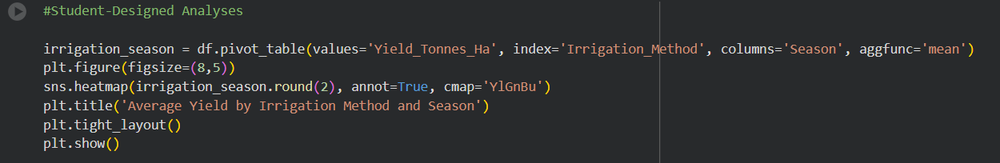 #Student-Designed Analyses
irrigation_season = df.pivot_table(values='Yield_Tonnes_Ha', index='Irrigation_Method', columns='Season', aggfunc='mean')
plt.figure(figsize=(8,5))
sns.heatmap(irrigation_season.round(2), annot=True, cmap='YlGnBu')
plt.title('Average Yield by Irrigation Method and Season')
plt.tight_layout()
plt.show()